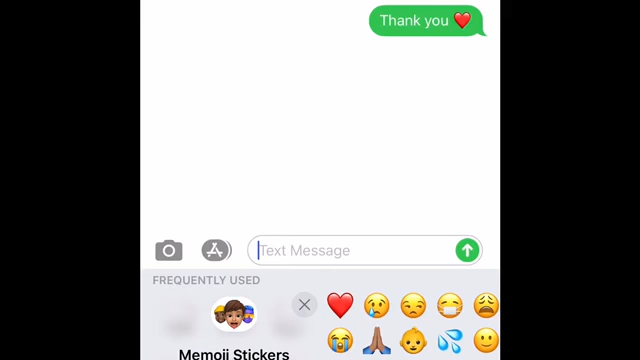 Thank you ❤️
Text Message
FREQUENTLY USED
Memoji Stickers